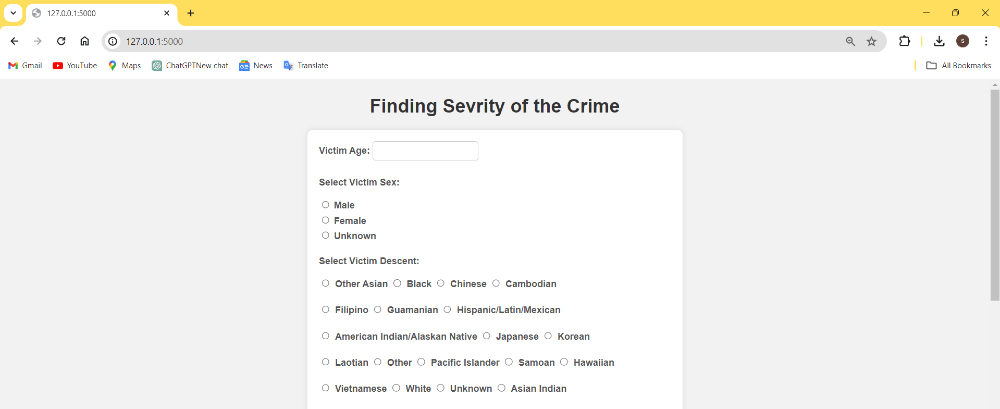 127.0.0.1:5000
127.0.0.1:5000
S
Gmail YouTube Maps ChatGPTNew chat News Translate All Bookmarks
Finding Sevrity of the Crime
Victim Age:
Select Victim Sex:
Male
Female
Unknown
Select Victim Descent:
Other Asian Black Chinese Cambodian
Filipino Guamanian Hispanic/Latin/Mexican
American Indian/Alaskan Native Japanese Korean
Laotian Other Pacific Islander Samoan Hawaiian
Vietnamese White Unknown Asian Indian